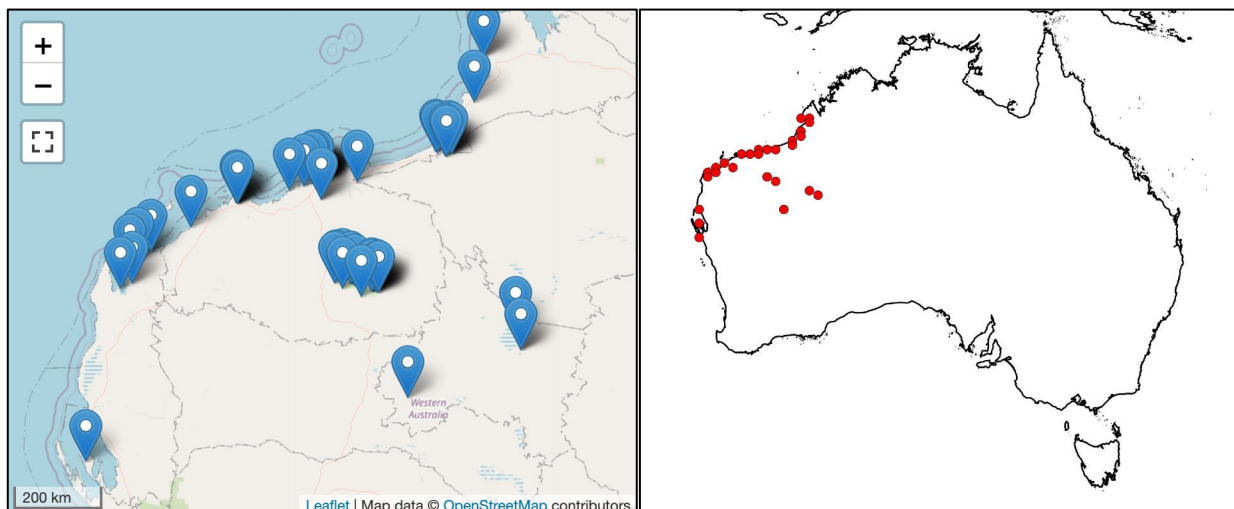 +
−
Western
Australia
200 km
Leaflet | Map data © OpenStreetMap contributors